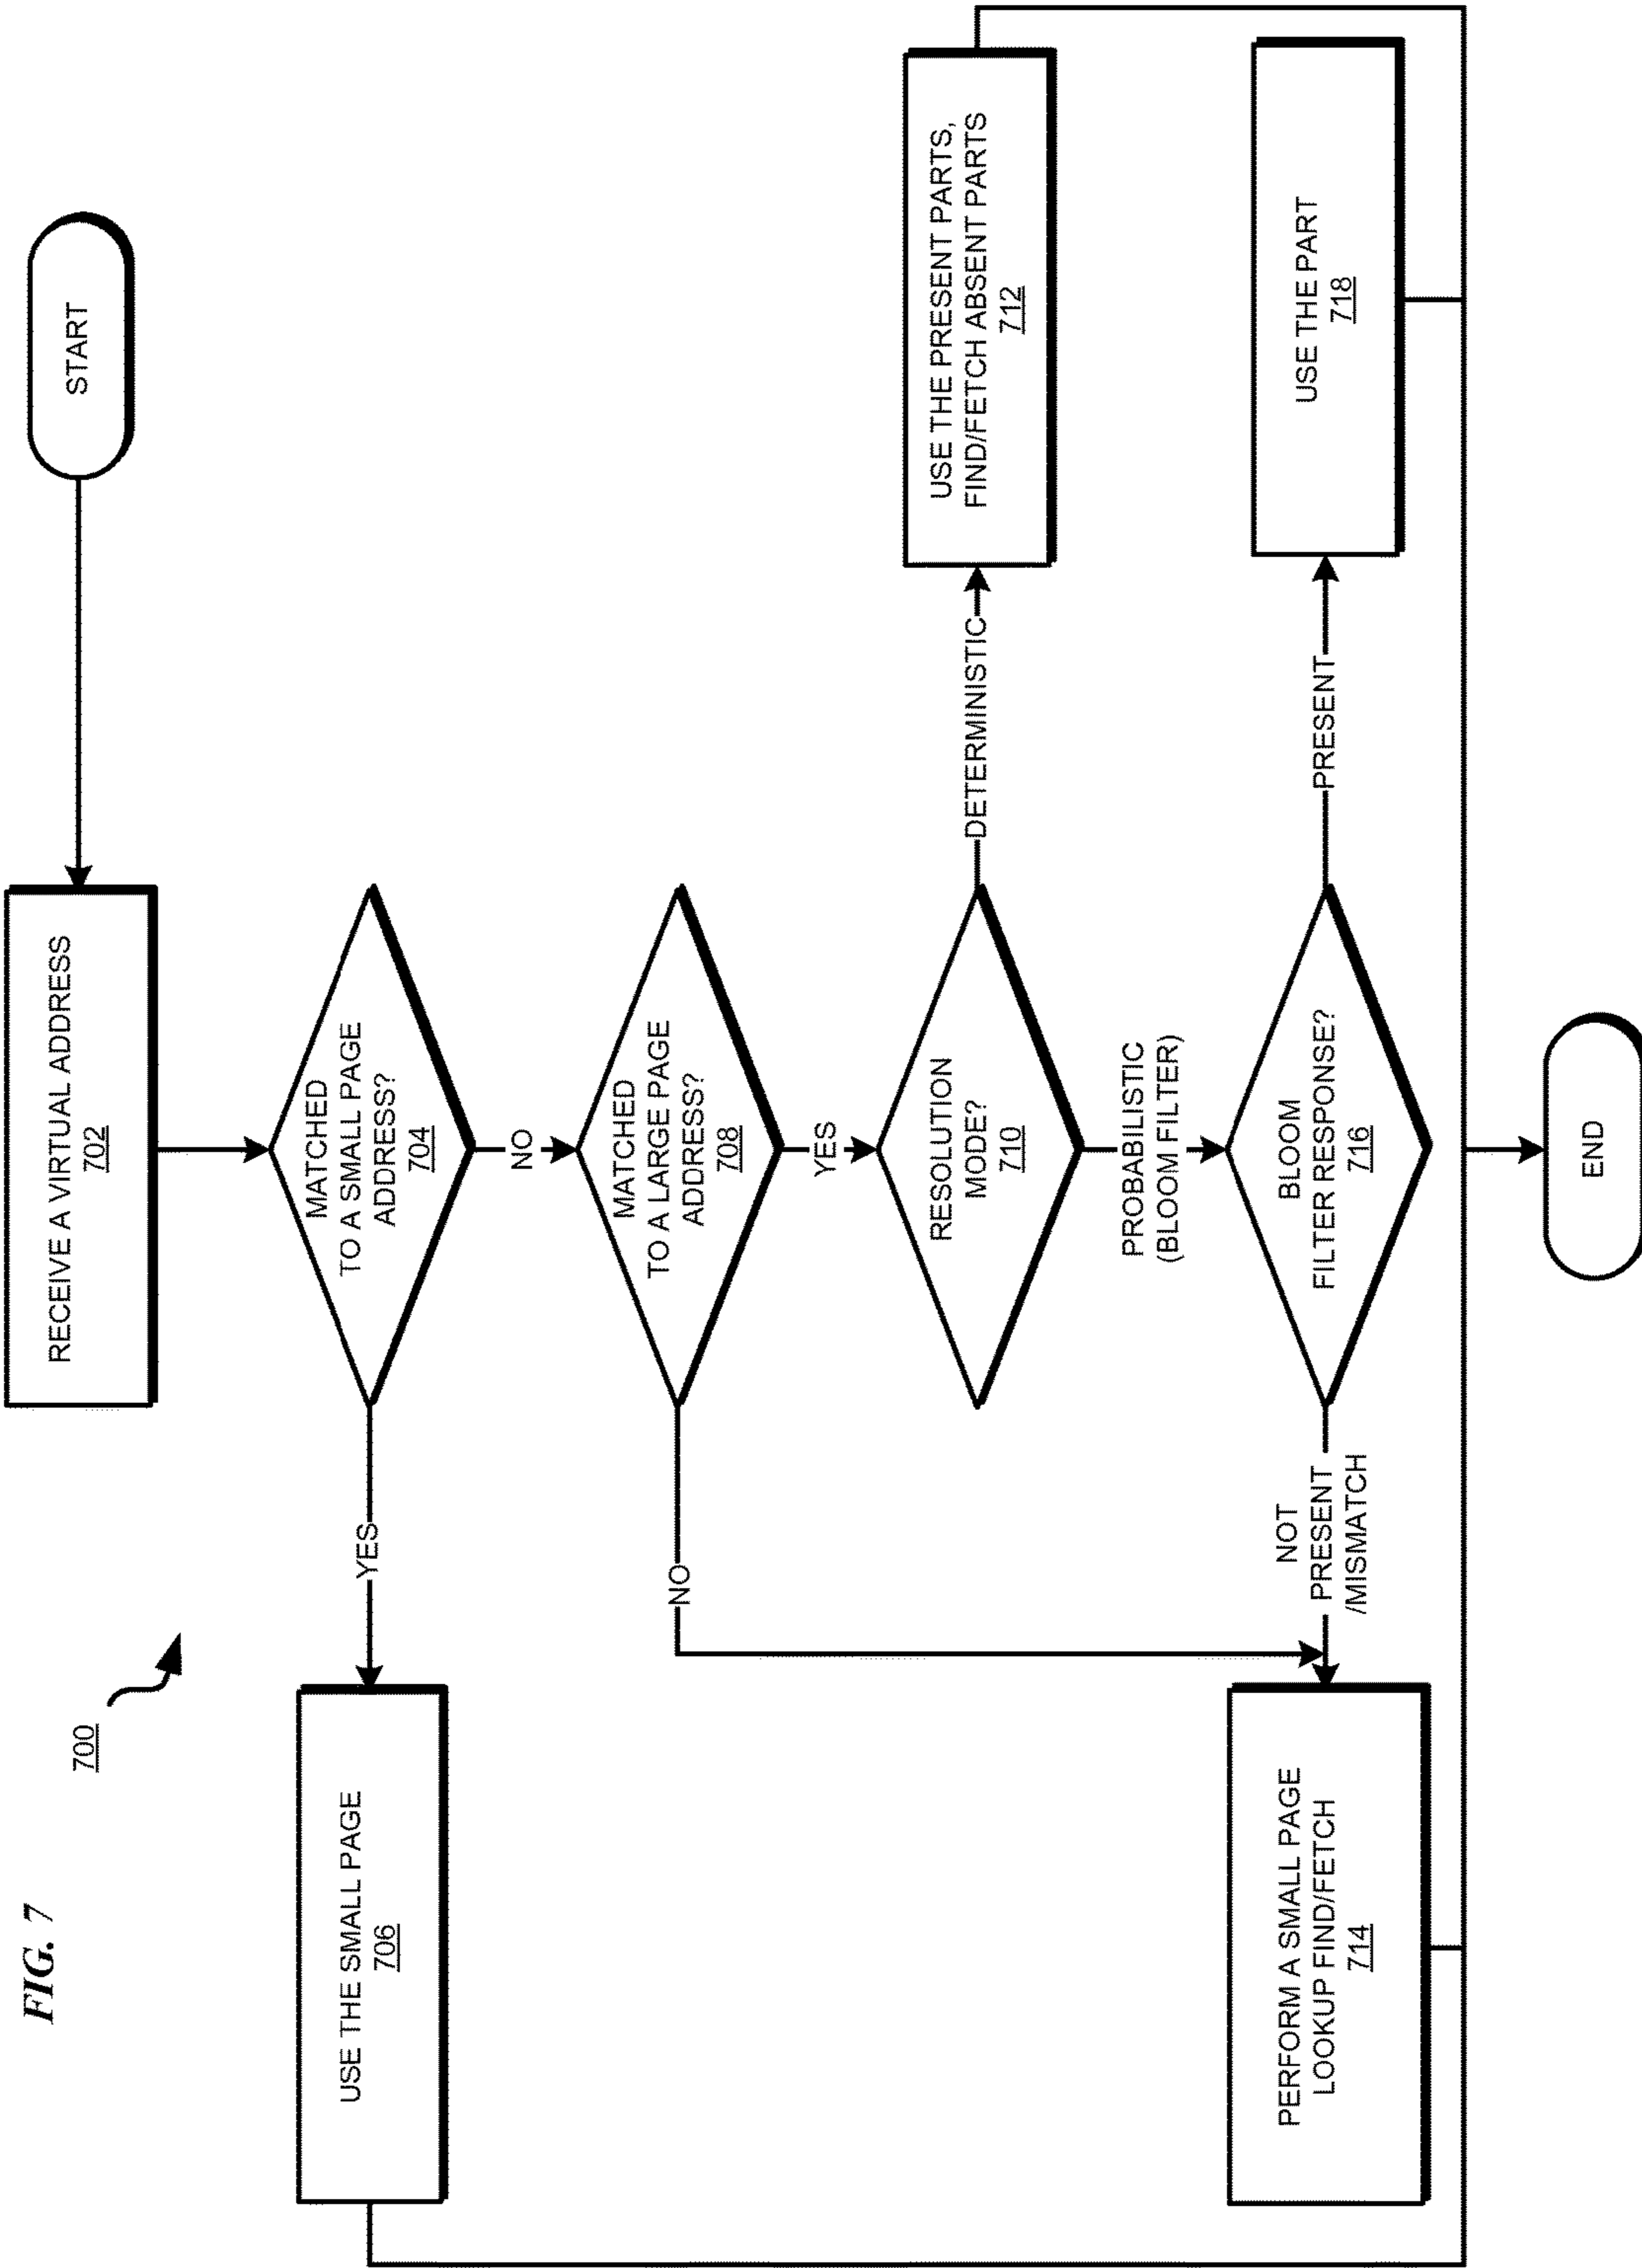 FIG. 7
700
START
RECEIVE A VIRTUAL ADDRESS
702
MATCHED
TO A SMALL PAGE
ADDRESS?
704
YES
NO
USE THE SMALL PAGE
706
MATCHED
TO A LARGE PAGE
ADDRESS?
708
NO
YES
RESOLUTION
MODE?
710
DETERMINISTIC
USE THE PRESENT PARTS,
FIND/FETCH ABSENT PARTS
712
PROBABILISTIC
(BLOOM FILTER)
BLOOM
FILTER RESPONSE?
716
NOT
PRESENT
/MISMATCH
PRESENT
PERFORM A SMALL PAGE
LOOKUP FIND/FETCH
714
USE THE PART
718
END